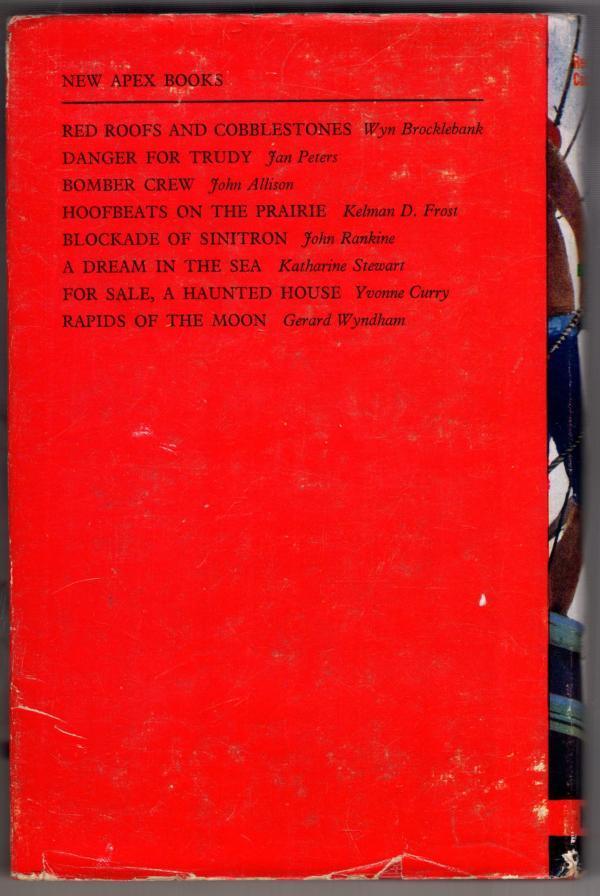 NEW APEX BOOKS
RED ROOFS AND COBBLESTONES Wyn Brocklebank
DANGER FOR TRUDY Jan Peters
BOMBER CREW John Allison
HOOFBEATS ON THE PRAIRIE Kelman D. Frost
BLOCKADE OF SINITRON John Rankine
A DREAM IN THE SEA Katharine Stewart
FOR SALE, A HAUNTED HOUSE Yvonne Curry
RAPIDS OF THE MOON Gerard Wyndham